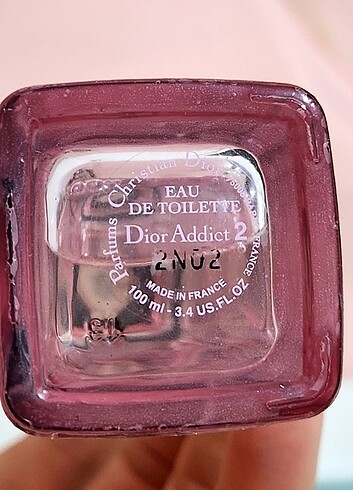 Parfums Christian Dior
EAU
DE TOILETTE
Dior Addict 2
2N02
MADE IN FRANCE
100 ml - 3.4 US.FL.OZ
FRANCE